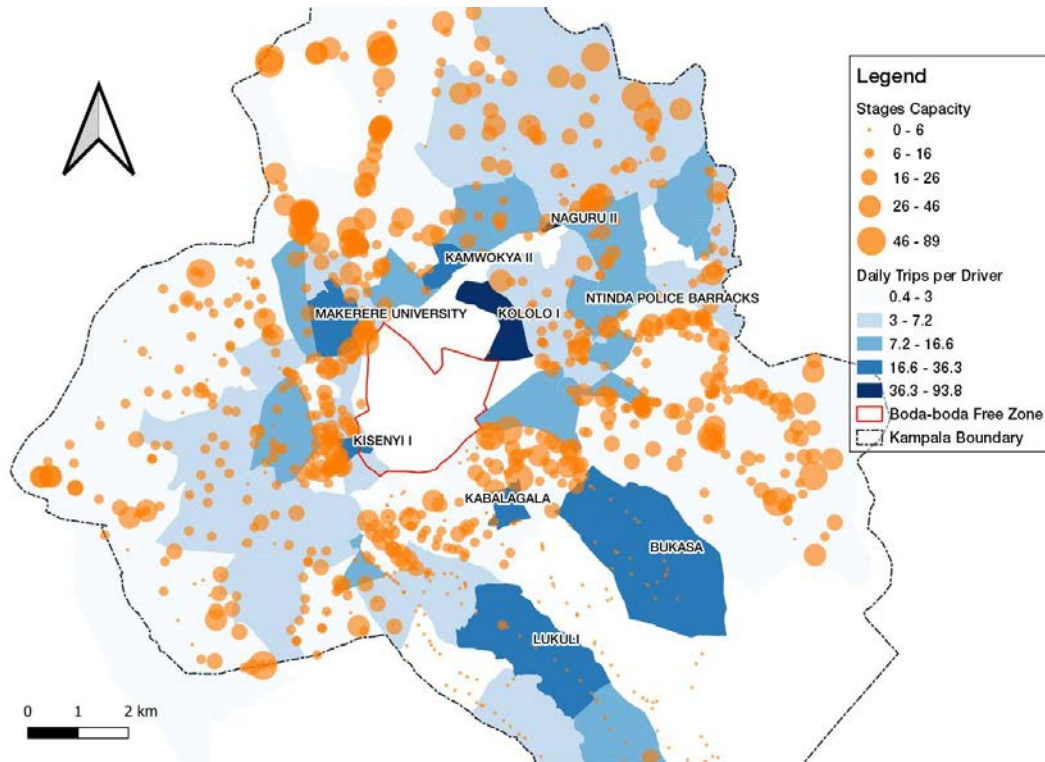 NAGURU II
KAMWOKYA II
NTINDA POLICE BARRACKS
MAKERERE UNIVERSITY
KOLOLO I
KISENYI I
KABALAGALA
BUKASA
LUKULI
0 1 2 km
Legend
Stages Capacity
0 - 6
6 - 16
16 - 26
26 - 46
46 - 89
Daily Trips per Driver
0.4 - 3
3 - 7.2
7.2 - 16.6
16.6 - 36.3
36.3 - 93.8
Boda-boda Free Zone
Kampala Boundary